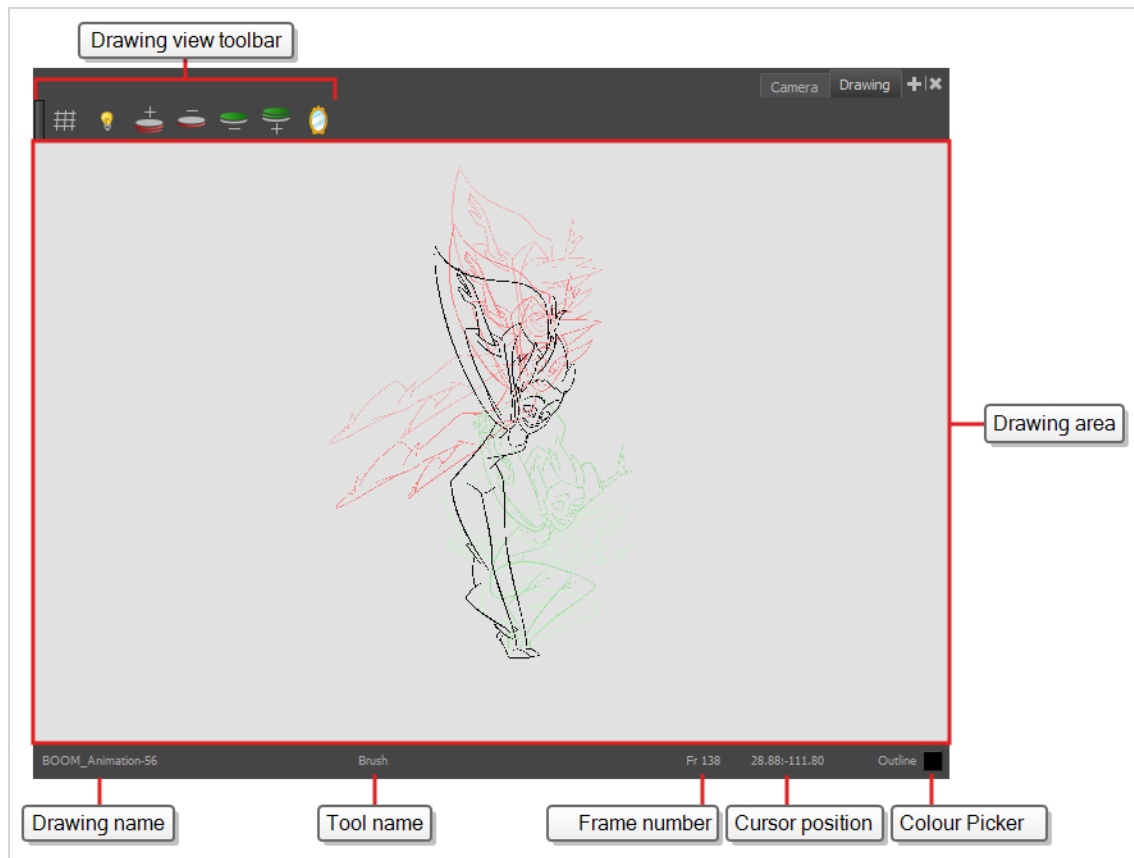 Drawing view toolbar
Camera
Drawing
Drawing area
BOOM_Animation-56
Brush
Fr 138
28.88:-111.80
Outline
Drawing name
Tool name
Frame number
Cursor position
Colour Picker